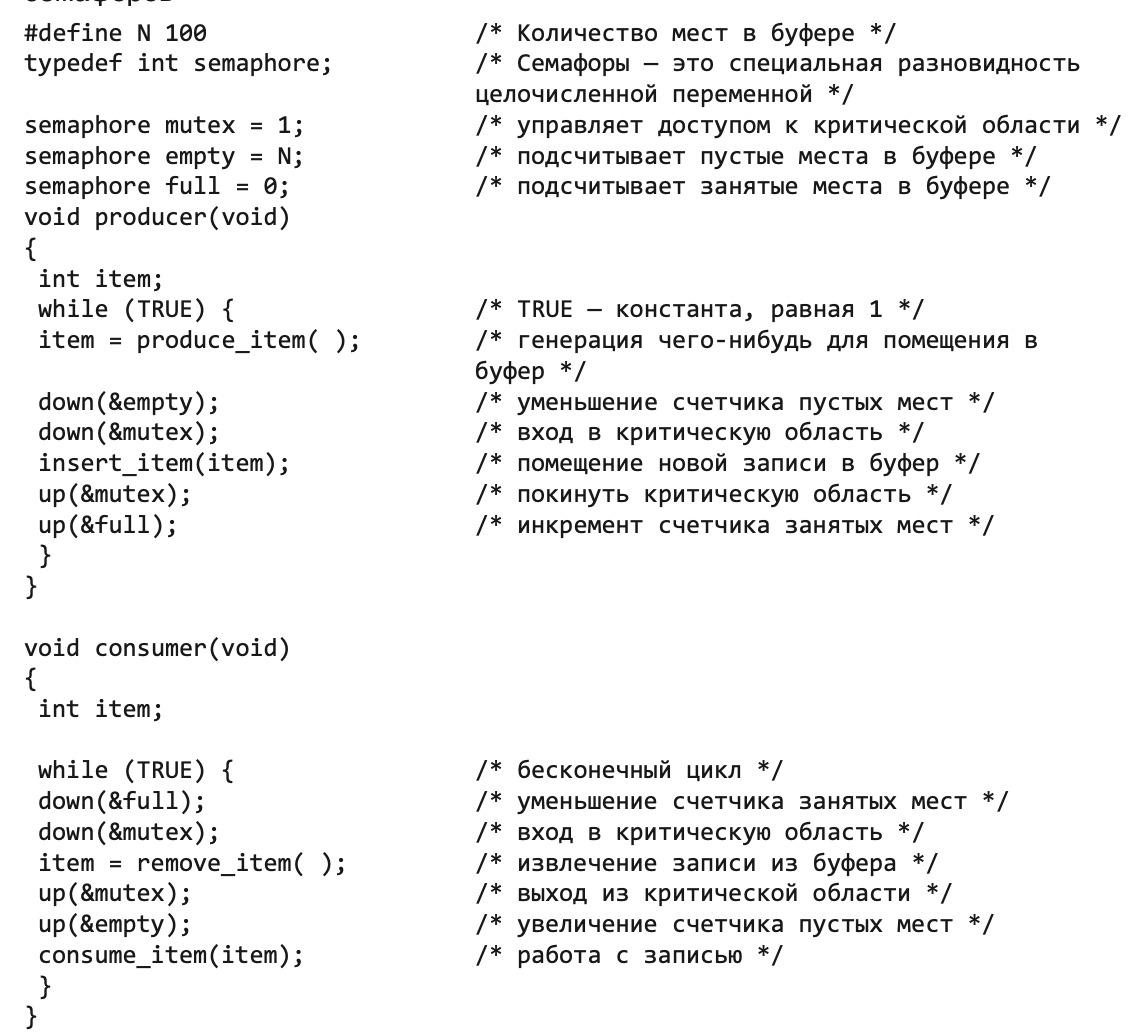 #define N 100 /* Количество мест в буфере */
typedef int semaphore; /* Семафоры — это специальная разновидность
целочисленной переменной */
semaphore mutex = 1; /* управляет доступом к критической области */
semaphore empty = N; /* подсчитывает пустые места в буфере */
semaphore full = 0; /* подсчитывает занятые места в буфере */
void producer(void)
{
int item;
while (TRUE) { /* TRUE — константа, равная 1 */
item = produce_item( ); /* генерация чего-нибудь для помещения в
буфер */
down(&empty); /* уменьшение счетчика пустых мест */
down(&mutex); /* вход в критическую область */
insert_item(item); /* помещение новой записи в буфер */
up(&mutex); /* покинуть критическую область */
up(&full); /* инкремент счетчика занятых мест */
}
}
void consumer(void)
{
int item;
while (TRUE) { /* бесконечный цикл */
down(&full); /* уменьшение счетчика занятых мест */
down(&mutex); /* вход в критическую область */
item = remove_item( ); /* извлечение записи из буфера */
up(&mutex); /* выход из критической области */
up(&empty); /* увеличение счетчика пустых мест */
consume_item(item); /* работа с записью */
}
}